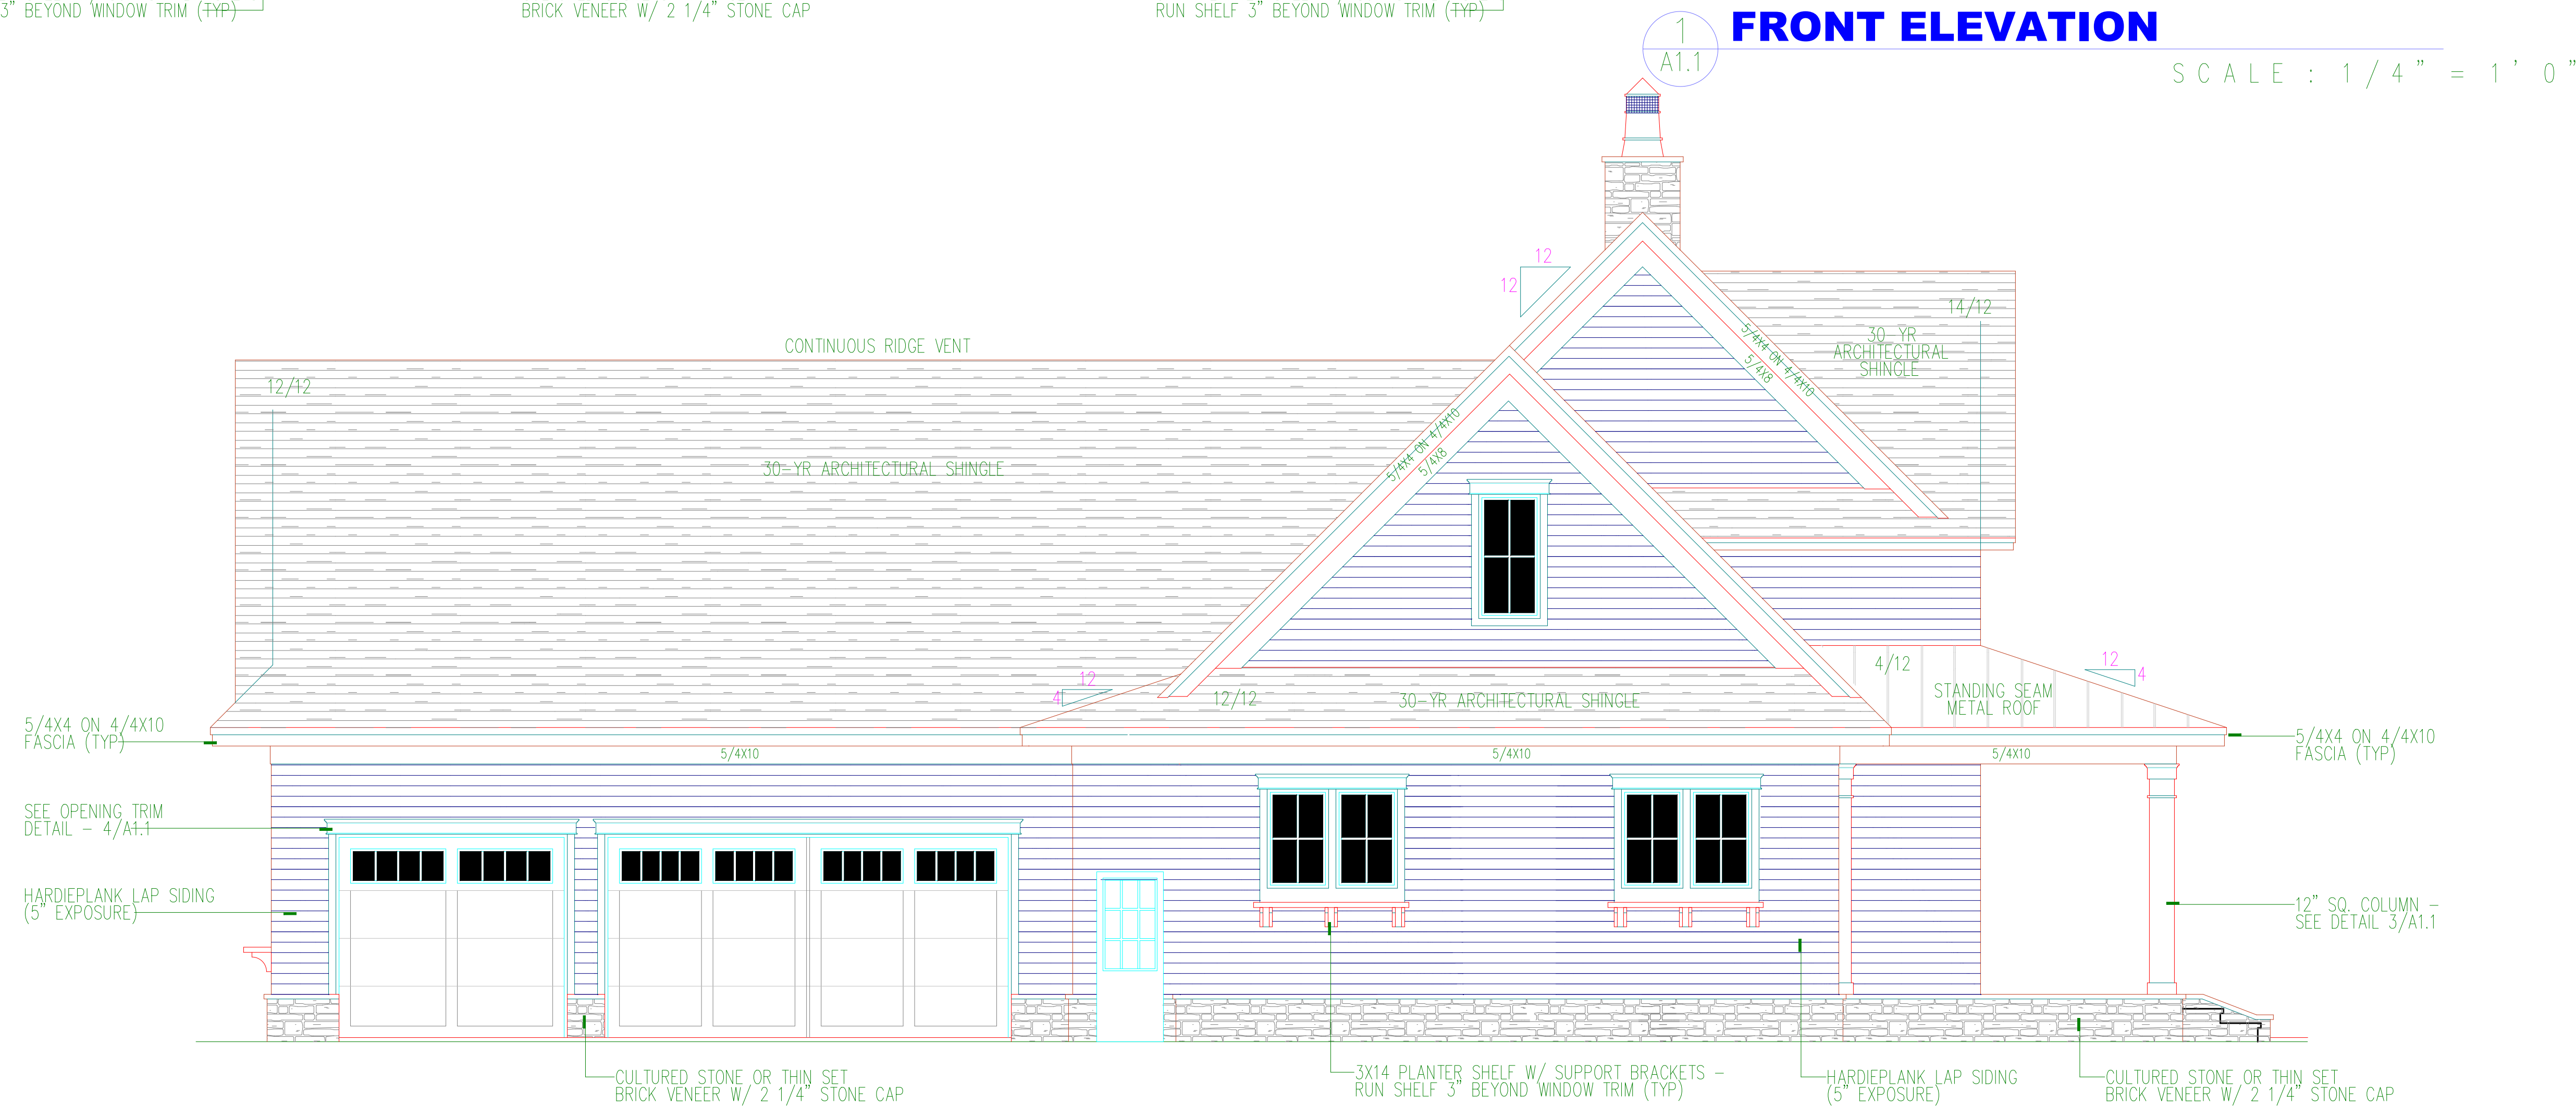 3" BEYOND WINDOW TRIM (TYP)
BRICK VENEER W/ 2 1/4" STONE CAP
RUN SHELF 3" BEYOND WINDOW TRIM (TYP)
1
A1.1
FRONT ELEVATION
SCALE : 1/4" = 1'0"
12
12
14/12
30 YR
ARCHITECTURAL
SHINGLE
5/4X4 ON 4/4X10
5/4X8
CONTINUOUS RIDGE VENT
12/12
5/4X4 ON 4/4X10
5/4X8
30-YR ARCHITECTURAL SHINGLE
12
4
12/12
30-YR ARCHITECTURAL SHINGLE
4/12
STANDING SEAM
METAL ROOF
12
4
5/4X4 ON 4/4X10
FASCIA (TYP)
5/4X10
5/4X10
5/4X10
5/4X4 ON 4/4X10
FASCIA (TYP)
SEE OPENING TRIM
DETAIL - 4/A1.1
HARDIEPLANK LAP SIDING
(5" EXPOSURE)
12" SQ. COLUMN -
SEE DETAIL 3/A1.1
CULTURED STONE OR THIN SET
BRICK VENEER W/ 2 1/4" STONE CAP
3X14 PLANTER SHELF W/ SUPPORT BRACKETS -
RUN SHELF 3" BEYOND WINDOW TRIM (TYP)
HARDIEPLANK LAP SIDING
(5" EXPOSURE)
CULTURED STONE OR THIN SET
BRICK VENEER W/ 2 1/4" STONE CAP